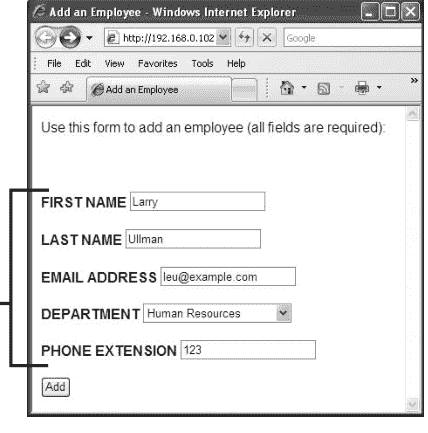 Add an Employee - Windows Internet Explorer
http://192.168.0.102
Google
File Edit View Favorites Tools Help
Add an Employee
Use this form to add an employee (all fields are required):
FIRST NAME Larry
LAST NAME Ullman
EMAIL ADDRESS leu@example.com
DEPARTMENT Human Resources
PHONE EXTENSION 123
Add